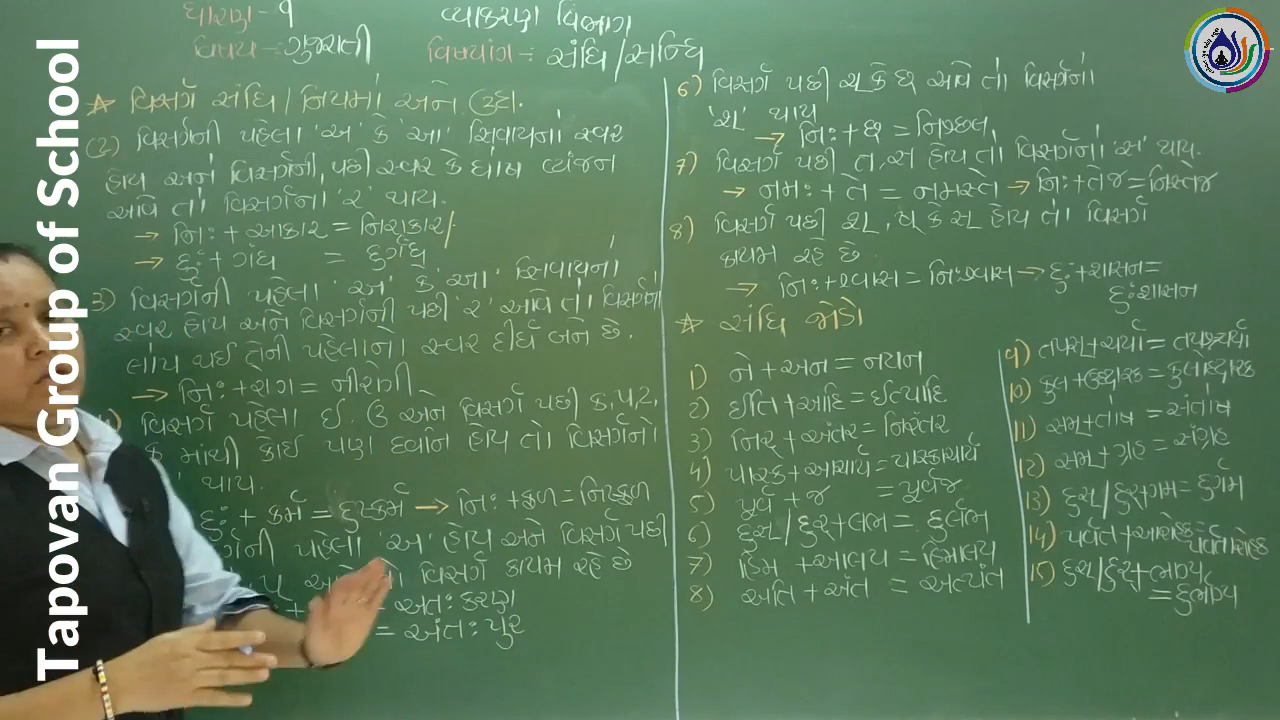 Tapovan Group of School
ધોરણ - ૧
વ્યાકરણ વિભાગ
વિષય :- ગુજરાતી
વિષયાંગ :- સંધિ/સન્ધિ
☆ વિસર્ગ સંધિ / નિયમો અને ઉદા.
(૨) વિસર્ગની પહેલા 'અ' કે 'આ' સિવાયનો સ્વર
હોય અને વિસર્ગની પછી સ્વર કે ઘોષ વ્યંજન
આવે તો વિસર્ગનો 'ર' થાય.
→ નિઃ + આકાર = નિરાકાર/
→ દુઃ + ગંધ = દુર્ગંધ
૩) વિસર્ગની પહેલા 'અ' કે 'આ' સિવાયનો
સ્વર હોય અને વિસર્ગની પછી 'ર' આવે તો વિસર્ગનો
લોપ થઈ તેની પહેલાનો સ્વર દીર્ઘ બને છે.
→ નિઃ + રોગ = નીરોગી
વિસર્ગ પહેલા ઈ, ઉ અને વિસર્ગ પછી ક, પ, ટ,
ફ માંથી કોઈ પણ ધ્વનિ હોય તો વિસર્ગનો
થાય.
દુઃ + કર્મ = દુષ્કર્મ → નિઃ + ફળ = નિષ્ફળ
ર્ગની પહેલા 'અ' હોય અને વિસર્ગ પછી
પ આવે તો વિસર્ગ કાયમ રહે છે
+ = અંતઃકરણ
= અંતઃપુર
૬) વિસર્ગ પછી ચ કે છ આવે તો વિસર્ગનો
'શ' થાય
→ નિઃ + છલ = નિશ્છલ
૭) વિસર્ગ પછી ત, સ હોય તો વિસર્ગનો 'સ' થાય.
→ નમઃ + તે = નમસ્તે → નિઃ + તેજ = નિસ્તેજ
૮) વિસર્ગ પછી શ, ષ કે સ હોય તો વિસર્ગ
કાયમ રહે છે
→ નિઃ + શ્વાસ = નિઃશ્વાસ → દુઃ + શાસન =
દુઃશાસન
☆ સંધિ જોડો
૧) ને + અન = નયન
૨) ઈતિ + આદિ = ઈત્યાદિ
૩) નિર્ + અંતર = નિરંતર
૪) યાસ્ક + આચાર્ય = યાસ્કાચાર્ય
૫) પૂર્વ + જ = પૂર્વજ
૬) દુસ્/દુર્ + લભ = દુર્લભ
૭) હિમ + આલય = હિમાલય
૮) અતિ + અંત = અત્યંત
૯) તપસ્ + ચર્યા = તપશ્ચર્યા
૧૦) કુલ + ઉદ્ધારક = કુલોદ્ધારક
૧૧) સમ્ + તોષ = સંતોષ
૧૨) સમ્ + ગ્રહ = સંગ્રહ
૧૩) દુસ્/દુર્ + ગમ = દુર્ગમ
૧૪) પર્વત + આરોહક =
પર્વતારોહક
૧૫) દુસ્/દુર્ + ભાગ્ય
= દુર્ભાગ્ય